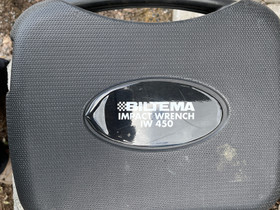 BILTEMA
IMPACT WRENCH
IW 450